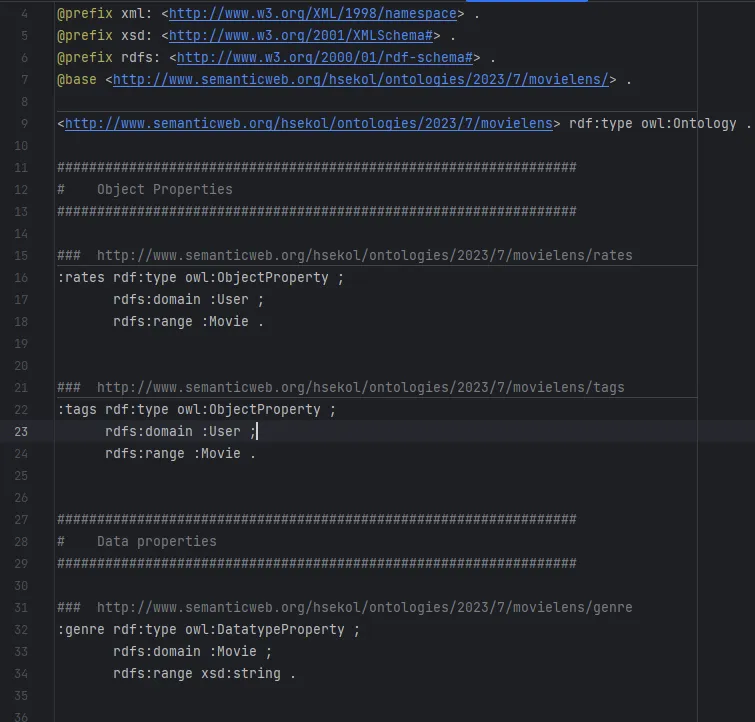 4 @prefix xml: <http://www.w3.org/XML/1998/namespace> .
5 @prefix xsd: <http://www.w3.org/2001/XMLSchema#> .
6 @prefix rdfs: <http://www.w3.org/2000/01/rdf-schema#> .
7 @base <http://www.semanticweb.org/hsekol/ontologies/2023/7/movielens/> .
8
9 <http://www.semanticweb.org/hsekol/ontologies/2023/7/movielens> rdf:type owl:Ontology .
10
11 #################################################################
12 #    Object Properties
13 #################################################################
14
15 ###  http://www.semanticweb.org/hsekol/ontologies/2023/7/movielens/rates
16 :rates rdf:type owl:ObjectProperty ;
17        rdfs:domain :User ;
18        rdfs:range :Movie .
19
20
21 ###  http://www.semanticweb.org/hsekol/ontologies/2023/7/movielens/tags
22 :tags rdf:type owl:ObjectProperty ;
23       rdfs:domain :User ;
24       rdfs:range :Movie .
25
26
27 #################################################################
28 #    Data properties
29 #################################################################
30
31 ###  http://www.semanticweb.org/hsekol/ontologies/2023/7/movielens/genre
32 :genre rdf:type owl:DatatypeProperty ;
33        rdfs:domain :Movie ;
34        rdfs:range xsd:string .
35
36